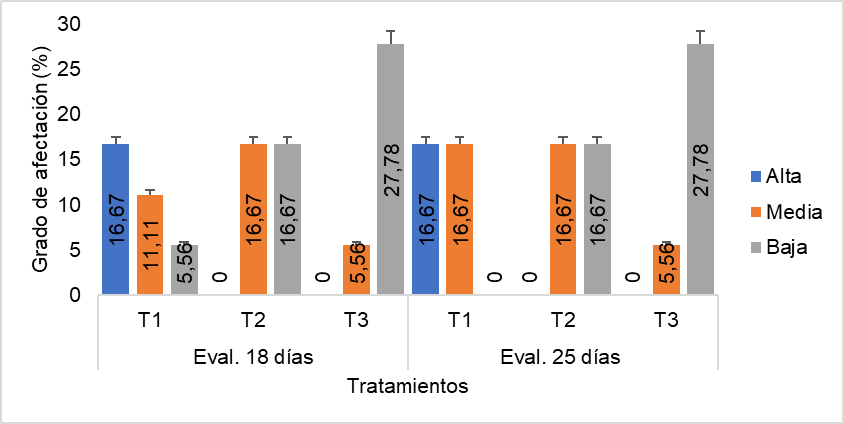 30
25
20
15
10
5
0
Grado de afectación (%)
16,67
11,11
5,56
0
16,67
16,67
0
5,56
27,78
16,67
16,67
0
0
16,67
16,67
0
5,56
27,78
T1
T2
T3
T1
T2
T3
Eval. 18 días
Eval. 25 días
Tratamientos
Alta
Media
Baja